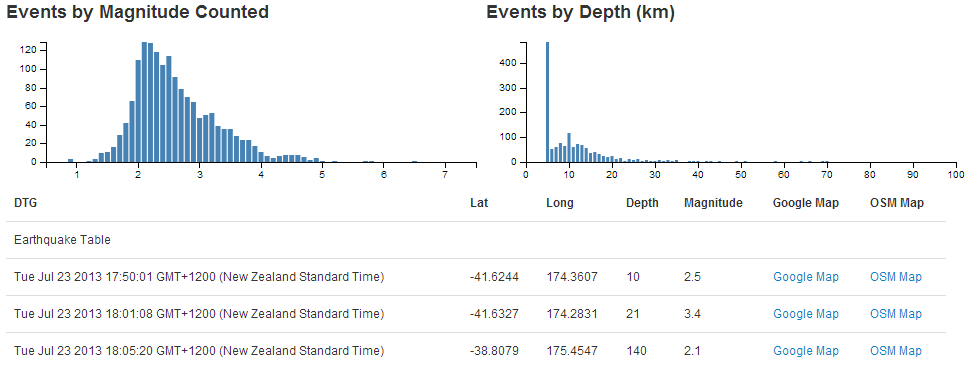 Events by Magnitude Counted
120
100
80
60
40
20
0
1 2 3 4 5 6 7
Events by Depth (km)
400
300
200
100
0
0 10 20 30 40 50 60 70 80 90 100
DTG Lat Long Depth Magnitude Google Map OSM Map
Earthquake Table
Tue Jul 23 2013 17:50:01 GMT+1200 (New Zealand Standard Time) -41.6244 174.3607 10 2.5 Google Map OSM Map
Tue Jul 23 2013 18:01:08 GMT+1200 (New Zealand Standard Time) -41.6327 174.2831 21 3.4 Google Map OSM Map
Tue Jul 23 2013 18:05:20 GMT+1200 (New Zealand Standard Time) -38.8079 175.4547 140 2.1 Google Map OSM Map